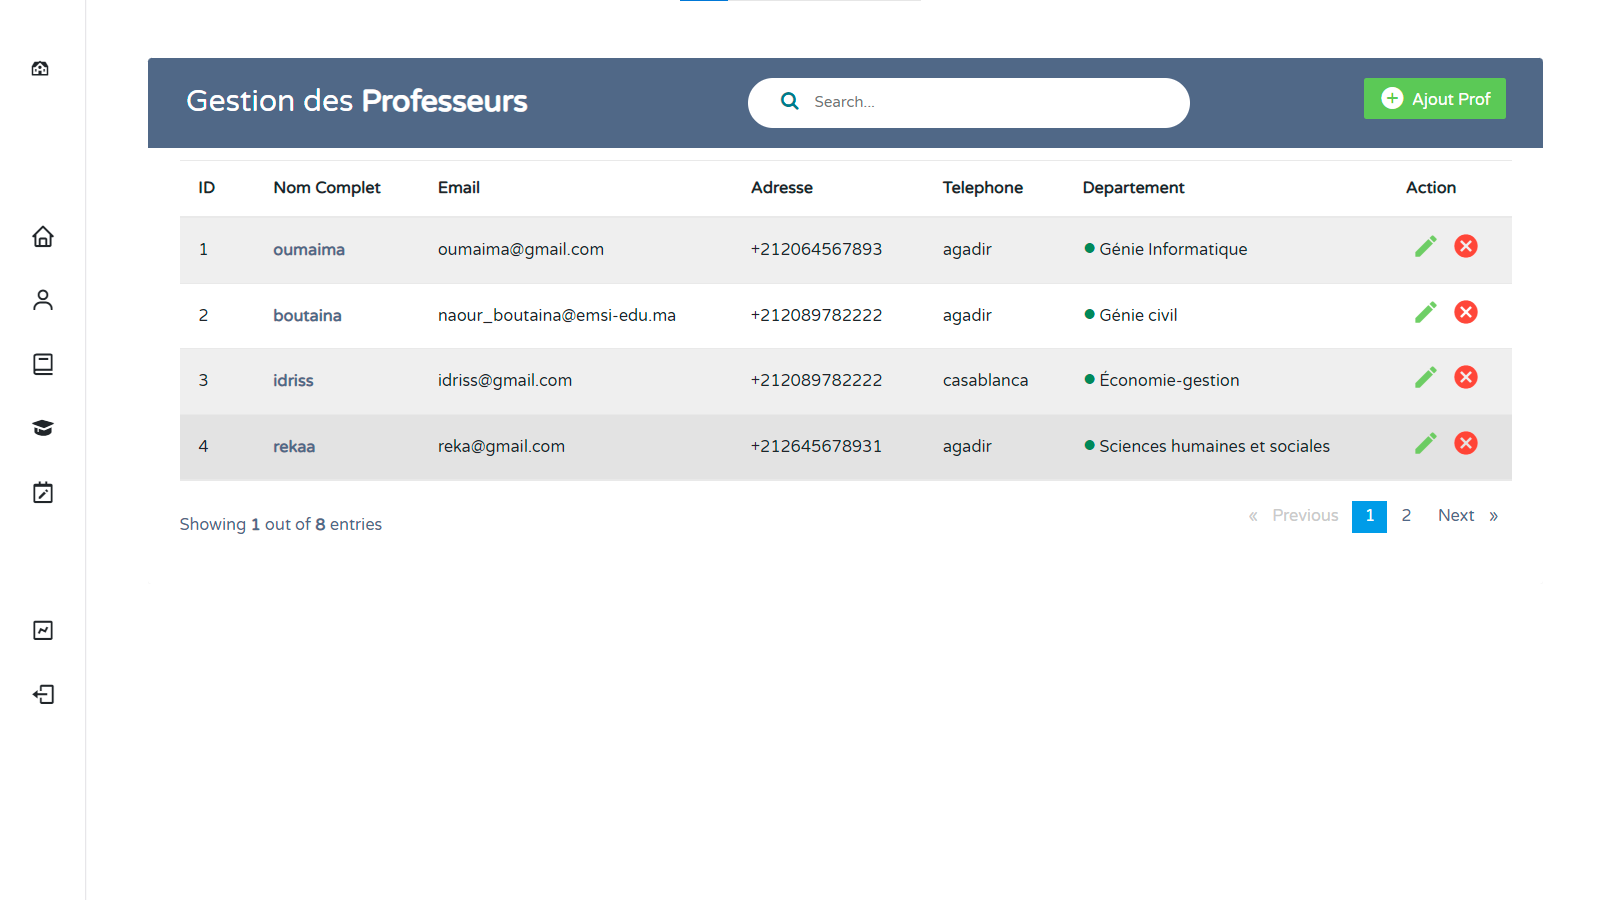 Gestion des Professeurs
Search...
Ajout Prof
ID Nom Complet Email Adresse Telephone Departement Action
1 oumaima oumaima@gmail.com +212064567893 agadir Génie Informatique
2 boutaina naour_boutaina@emsi-edu.ma +212089782222 agadir Génie civil
3 idriss idriss@gmail.com +212089782222 casablanca Économie-gestion
4 rekaa reka@gmail.com +212645678931 agadir Sciences humaines et sociales
Showing 1 out of 8 entries
« Previous 1 2 Next »